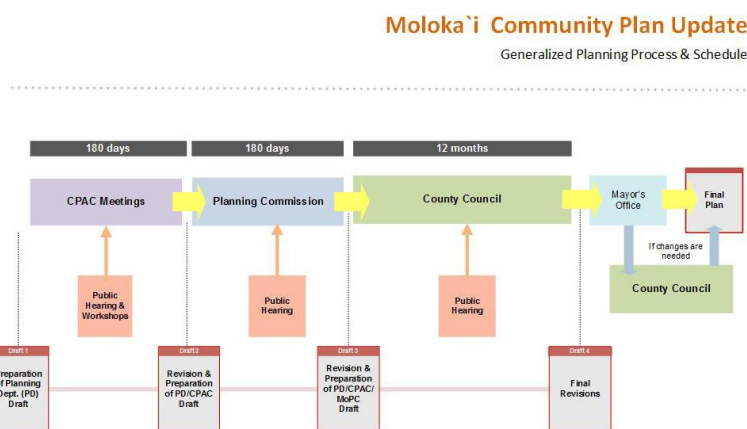 Moloka`i Community Plan Update
Generalized Planning Process & Schedule
180 days
180 days
12 months
CPAC Meetings
Planning Commission
County Council
Mayor's
Office
Final
Plan
If changes are
needed
County Council
Public
Hearing &
Workshops
Public
Hearing
Public
Hearing
Draft 1
reparation
of Planning
Dept. (PD)
Draft
Draft 2
Revision &
Preparation
of PD/CPAC
Draft
Draft 3
Revision &
Preparation
of PD/CPAC/
MoPC
Draft
Draft 4
Final
Revisions